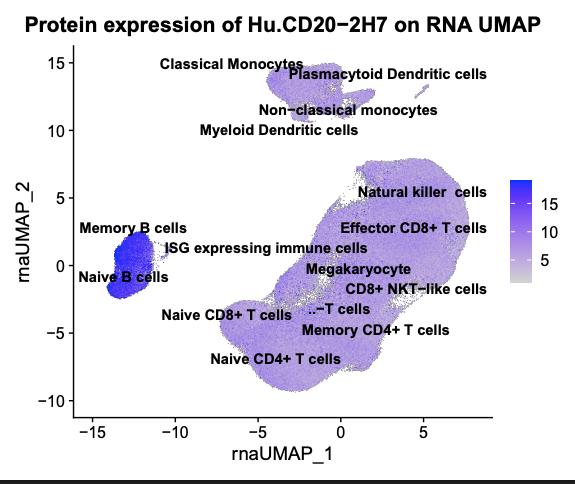 Protein expression of Hu.CD20−2H7 on RNA UMAP
Classical Monocytes
Plasmacytoid Dendritic cells
Non−classical monocytes
Myeloid Dendritic cells
Natural killer  cells
Memory B cells
Effector CD8+ T cells
ISG expressing immune cells
Megakaryocyte
Naive B cells
CD8+ NKT−like cells
..−T cells
Naive CD8+ T cells
Memory CD4+ T cells
Naive CD4+ T cells
15
10
5
0
−5
−10
rnaUMAP_2
−15
−10
−5
0
5
rnaUMAP_1
15
10
5